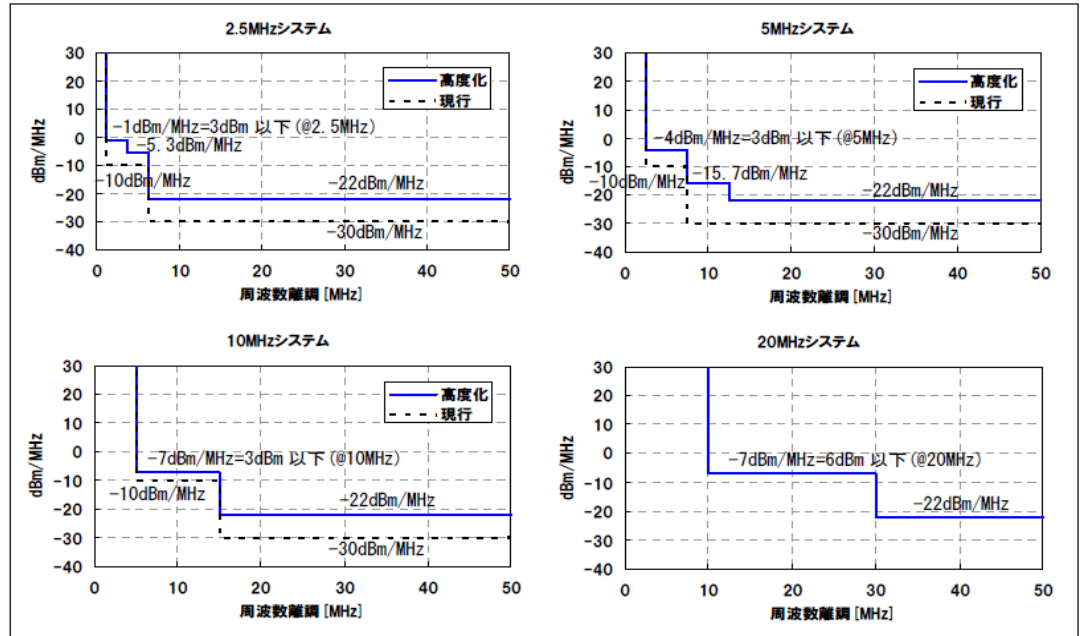 2.5MHzシステム
30
20
10
0
-10
-20
-30
-40
dBm/MHz
高度化
現行
-1dBm/MHz=3dBm 以下(@2.5MHz)
-5.3dBm/MHz
-10dBm/MHz
-22dBm/MHz
-30dBm/MHz
0 10 20 30 40 50
周波数離調[MHz]
5MHzシステム
30
20
10
0
-10
-20
-30
-40
dBm/MHz
高度化
現行
-4dBm/MHz=3dBm 以下(@5MHz)
-10dBm/MHz
-15.7dBm/MHz
-22dBm/MHz
-30dBm/MHz
0 10 20 30 40 50
周波数離調[MHz]
10MHzシステム
30
20
10
0
-10
-20
-30
-40
dBm/MHz
高度化
現行
-7dBm/MHz=3dBm 以下(@10MHz)
-10dBm/MHz
-22dBm/MHz
-30dBm/MHz
0 10 20 30 40 50
周波数離調[MHz]
20MHzシステム
30
20
10
0
-10
-20
-30
-40
dBm/MHz
-7dBm/MHz=6dBm 以下(@20MHz)
-22dBm/MHz
0 10 20 30 40 50
周波数離調[MHz]